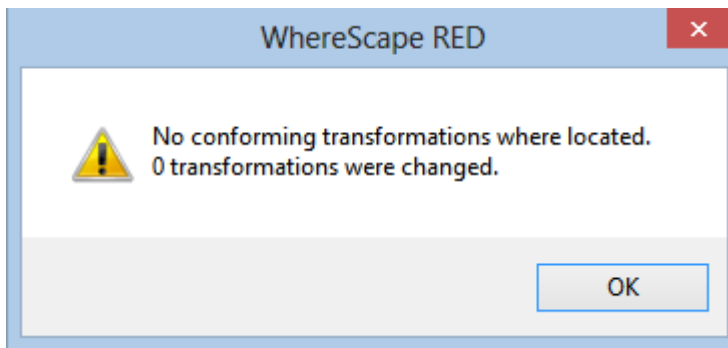 WhereScape RED
No conforming transformations where located.
0 transformations were changed.
OK